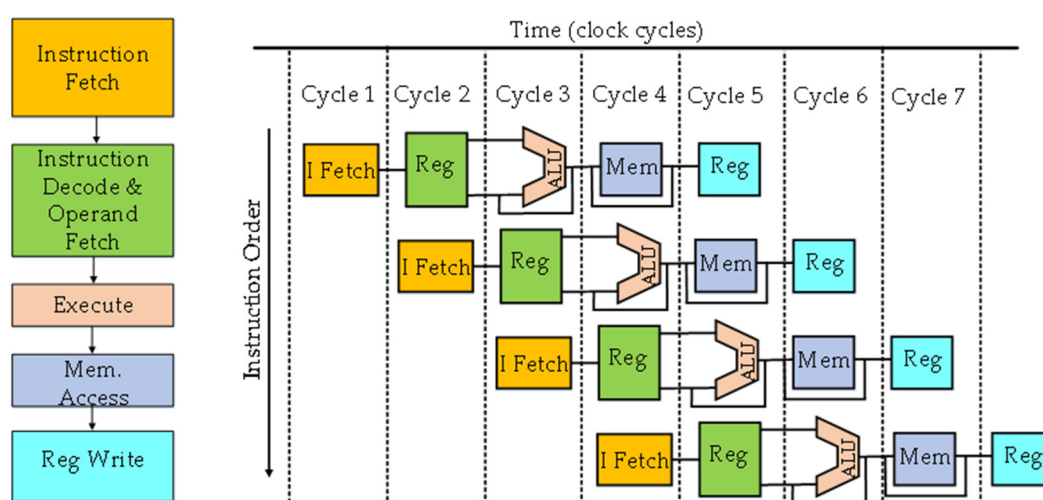 Instruction
Fetch
Instruction
Decode &
Operand
Fetch
Execute
Mem.
Access
Reg Write
Time (clock cycles)
Cycle 1 Cycle 2 Cycle 3 Cycle 4 Cycle 5 Cycle 6 Cycle 7
Instruction Order
I Fetch Reg ALU Mem Reg
I Fetch Reg ALU Mem Reg
I Fetch Reg ALU Mem Reg
I Fetch Reg ALU Mem Reg